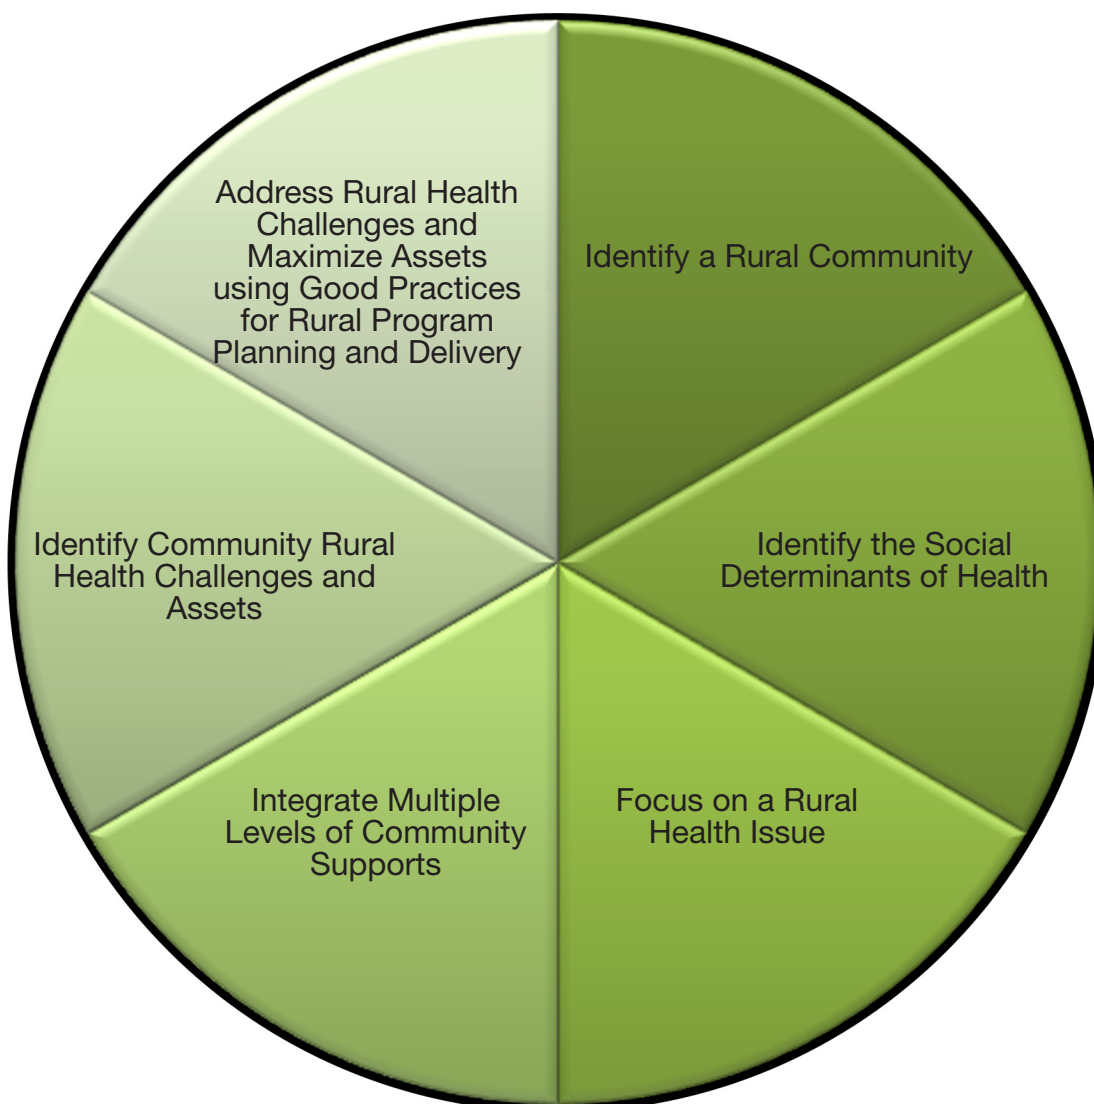 Identify a Rural Community
Identify the Social
Determinants of Health
Focus on a Rural
Health Issue
Integrate Multiple
Levels of Community
Supports
Identify Community Rural
Health Challenges and
Assets
Address Rural Health
Challenges and
Maximize Assets
using Good Practices
for Rural Program
Planning and Delivery